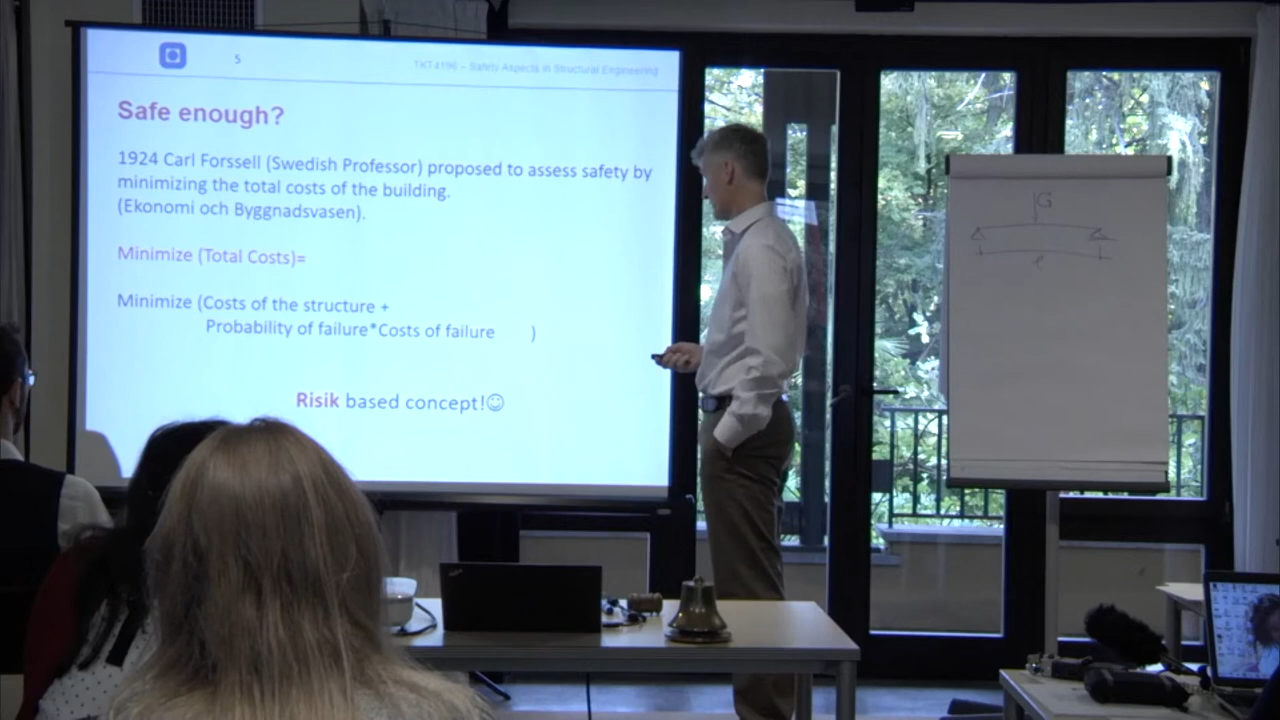 5
TKT4196 – Safety Aspects in Structural Engineering
Safe enough?
1924 Carl Forssell (Swedish Professor) proposed to assess safety by
minimizing the total costs of the building.
(Ekonomi och Byggnadsvasen).
Minimize (Total Costs)=
Minimize (Costs of the structure +
Probability of failure*Costs of failure )
Risik based concept!☺
G
l